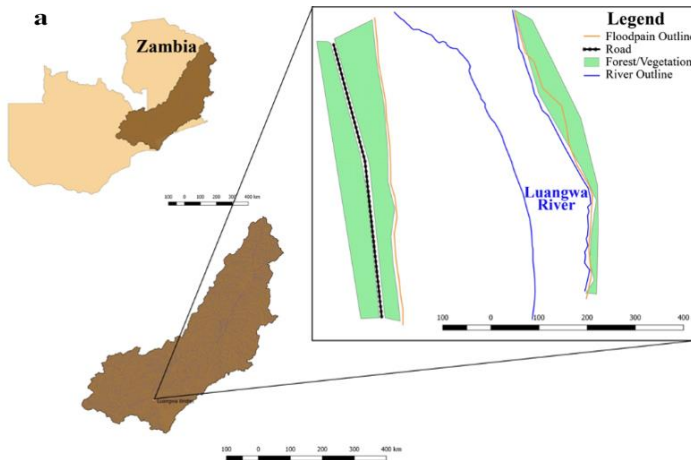 a
Zambia
100 0 100 200 300 400 km
Legend
Floodpain Outline
Road
Forest/Vegetation
River Outline
Luangwa
River
100 0 100 200 300 400
100 0 100 200 300 400 km